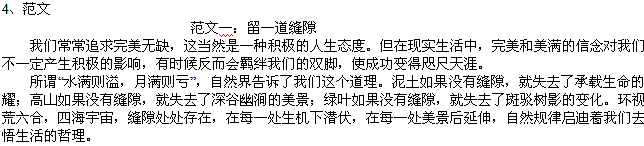 4、范文
范文一：留一道缝隙
我们常常追求完美无缺，这当然是一种积极的人生态度。但在现实生活中，完美和美满的信念对我们
不一定产生积极的影响，有时候反而会羁绊我们的双脚，使成功变得咫尺天涯。
所谓“水满则溢，月满则亏”，自然界告诉了我们这个道理。泥土如果没有缝隙，就失去了承载生命的
耀；高山如果没有缝隙，就失去了深谷幽涧的美景；绿叶如果没有缝隙，就失去了斑驳树影的变化。环视
荒六合，四海宇宙，缝隙处处存在，在每一处生机下潜伏，在每一处美景后延伸，自然规律启迪着我们去
悟生活的哲理。